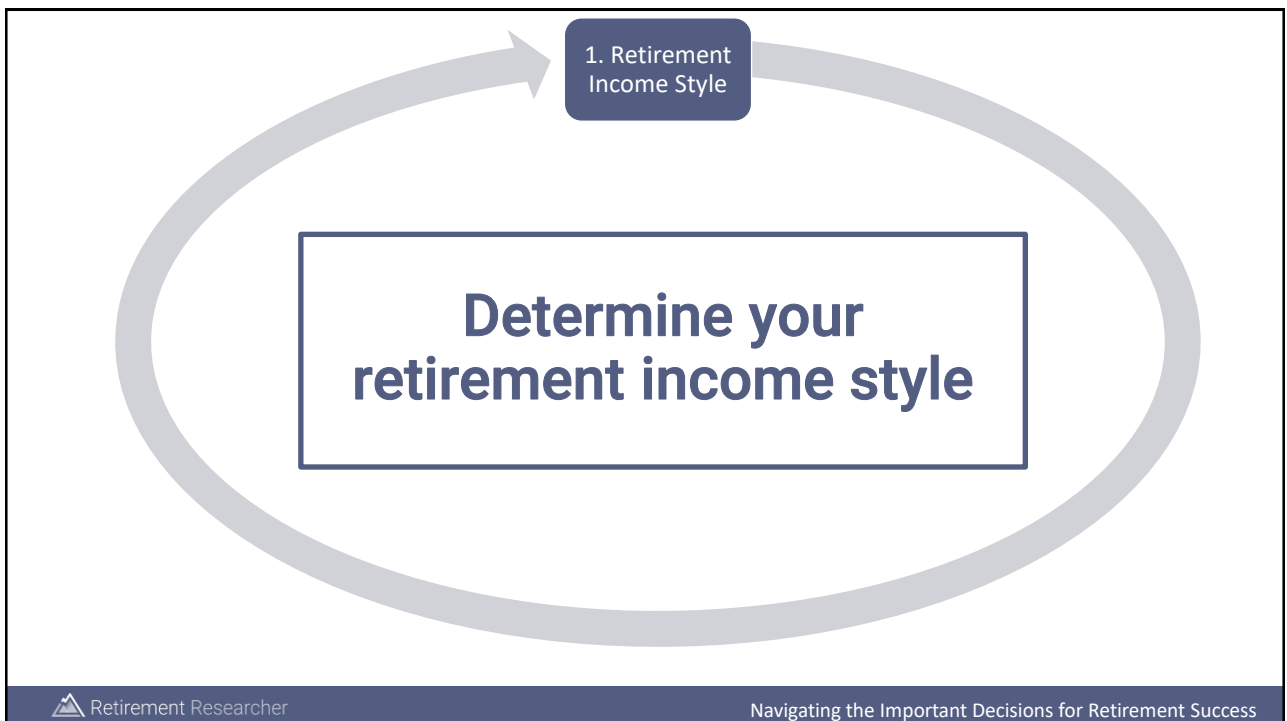 1. Retirement
Income Style
Determine your
retirement income style
Retirement Researcher
Navigating the Important Decisions for Retirement Success